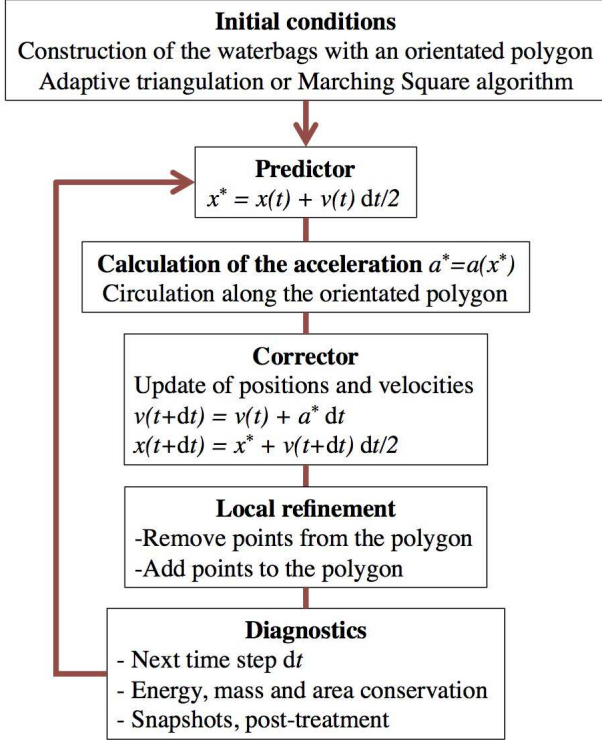 Initial conditions
Construction of the waterbags with an orientated polygon
Adaptive triangulation or Marching Square algorithm
Predictor
x* = x(t) + v(t) dt/2
Calculation of the acceleration a*=a(x*)
Circulation along the orientated polygon
Corrector
Update of positions and velocities
v(t+dt) = v(t) + a* dt
x(t+dt) = x* + v(t+dt) dt/2
Local refinement
-Remove points from the polygon
-Add points to the polygon
Diagnostics
- Next time step dt
- Energy, mass and area conservation
- Snapshots, post-treatment